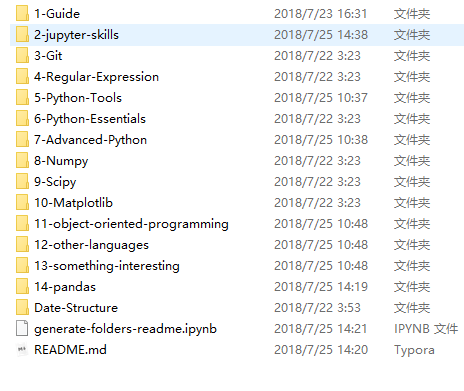 1-Guide 2018/7/23 16:31 文件夹
2-jupyter-skills 2018/7/25 14:38 文件夹
3-Git 2018/7/22 3:23 文件夹
4-Regular-Expression 2018/7/22 3:23 文件夹
5-Python-Tools 2018/7/25 10:37 文件夹
6-Python-Essentials 2018/7/22 3:23 文件夹
7-Advanced-Python 2018/7/25 10:38 文件夹
8-Numpy 2018/7/22 3:23 文件夹
9-Scipy 2018/7/22 3:23 文件夹
10-Matplotlib 2018/7/22 3:23 文件夹
11-object-oriented-programming 2018/7/25 10:48 文件夹
12-other-languages 2018/7/25 10:48 文件夹
13-something-interesting 2018/7/25 10:48 文件夹
14-pandas 2018/7/25 14:19 文件夹
Date-Structure 2018/7/22 3:53 文件夹
generate-folders-readme.ipynb 2018/7/25 14:21 IPYNB 文件
README.md 2018/7/25 14:20 Typora